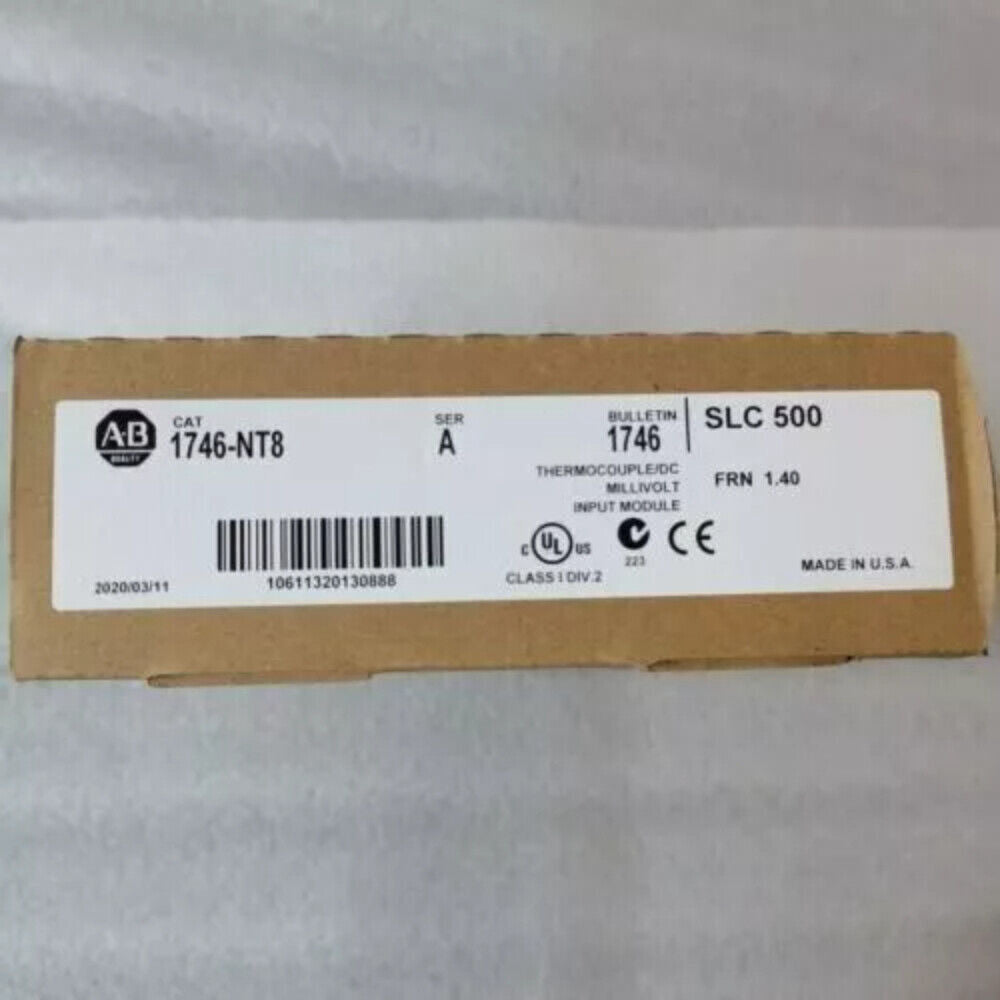 A-B
QUALITY
CAT
1746-NT8
SER
A
BULLETIN
1746
SLC 500
THERMOCOUPLE/DC
MILLIVOLT
INPUT MODULE
FRN 1.40
2020/03/11
10611320130888
C UL US
CLASS I DIV.2
223
CE
MADE IN U.S.A.